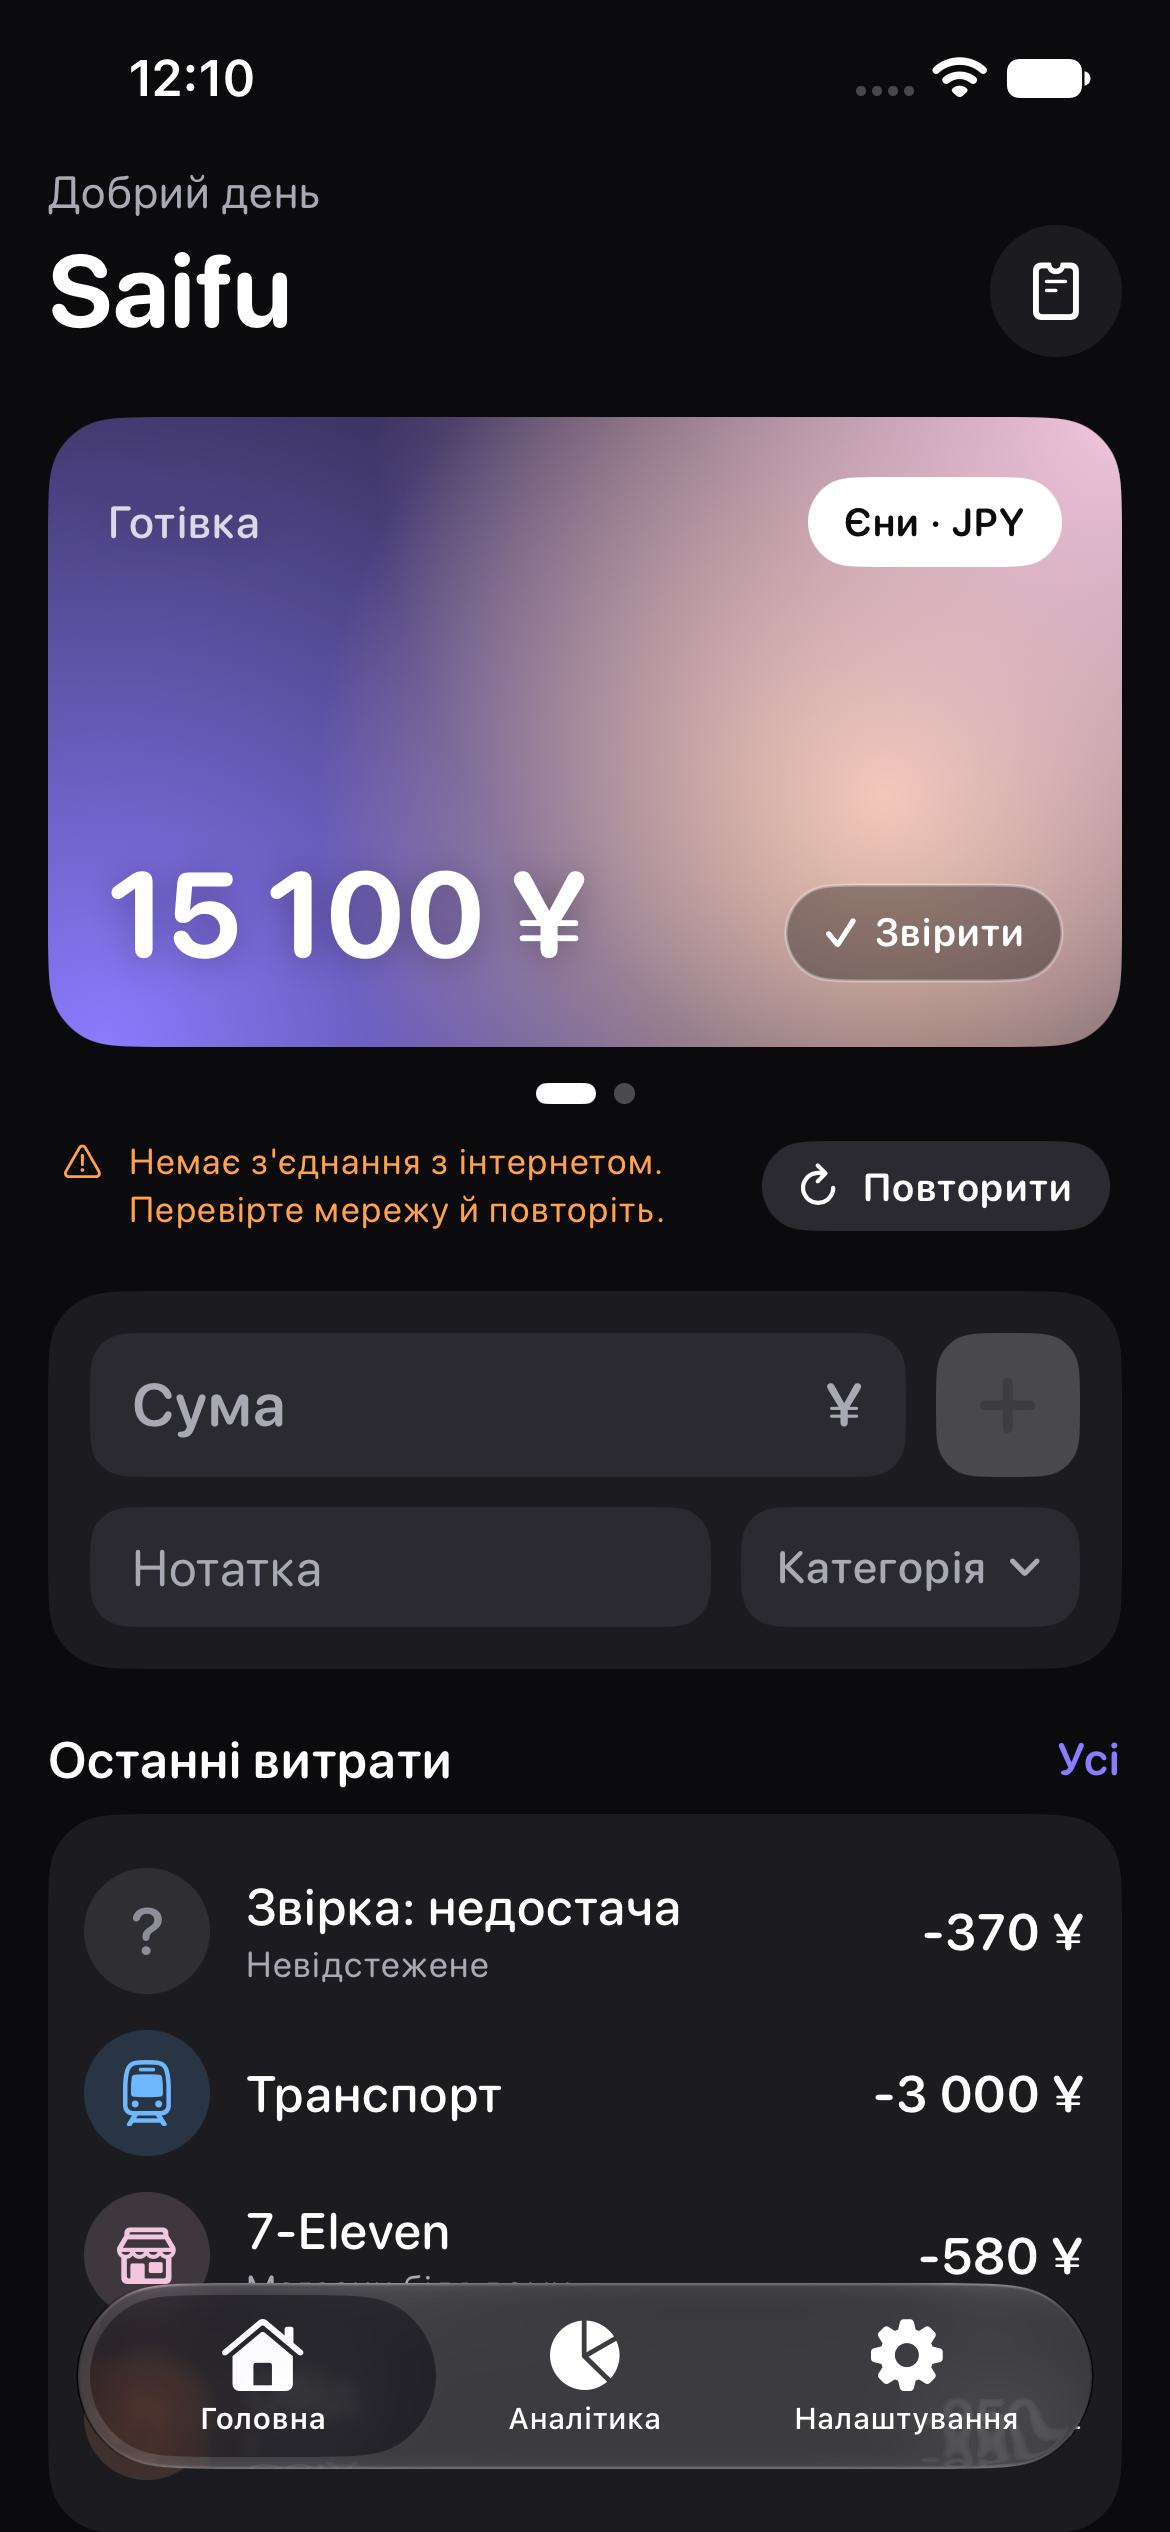 12:10
Добрий день
Saifu
Готівка
Єни · JPY
15 100 ¥
Звірити
Немає з'єднання з інтернетом.
Перевірте мережу й повторіть.
Повторити
Сума
¥
Нотатка
Категорія
Останні витрати
Усі
Звірка: недостача
Невідстежене
-370 ¥
Транспорт
-3 000 ¥
7-Eleven
-580 ¥
Головна
Аналітика
Налаштування